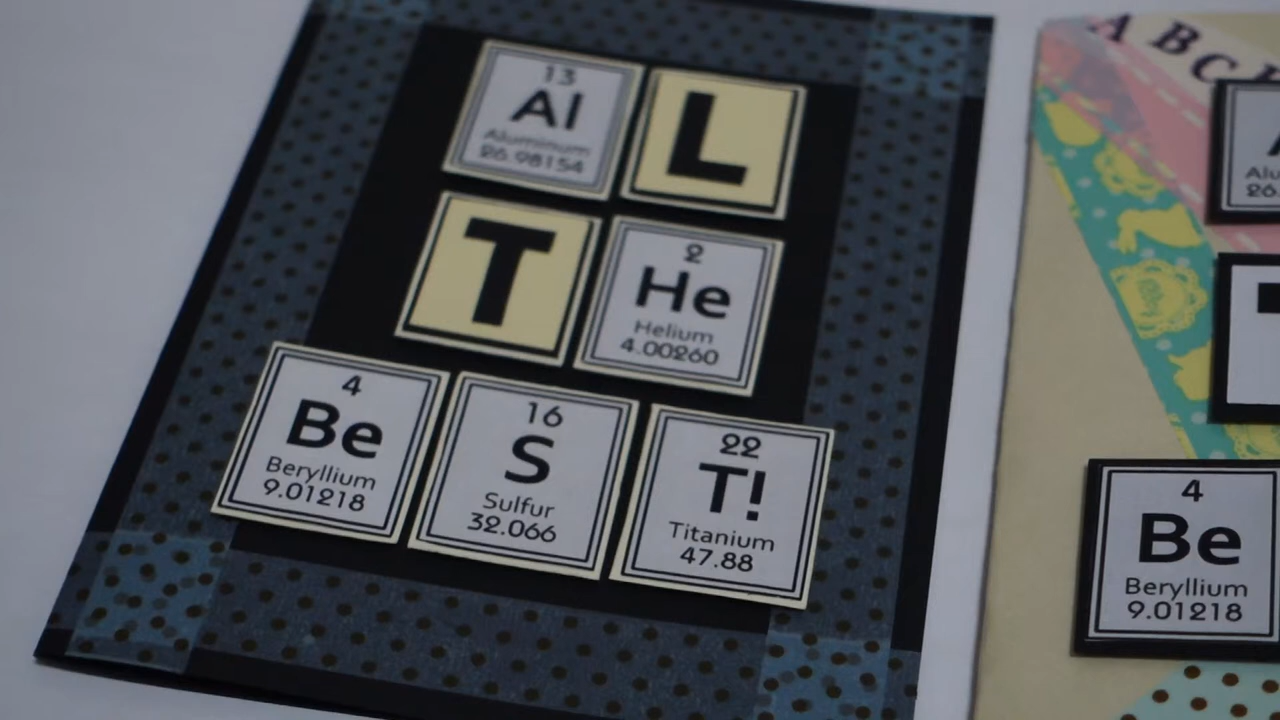 13
Al
Aluminum
26.98154
L
T
2
He
Helium
4.00260
4
Be
Beryllium
9.01218
16
S
Sulfur
32.066
22
T!
Titanium
47.88
A B C
4
Be
Beryllium
9.01218